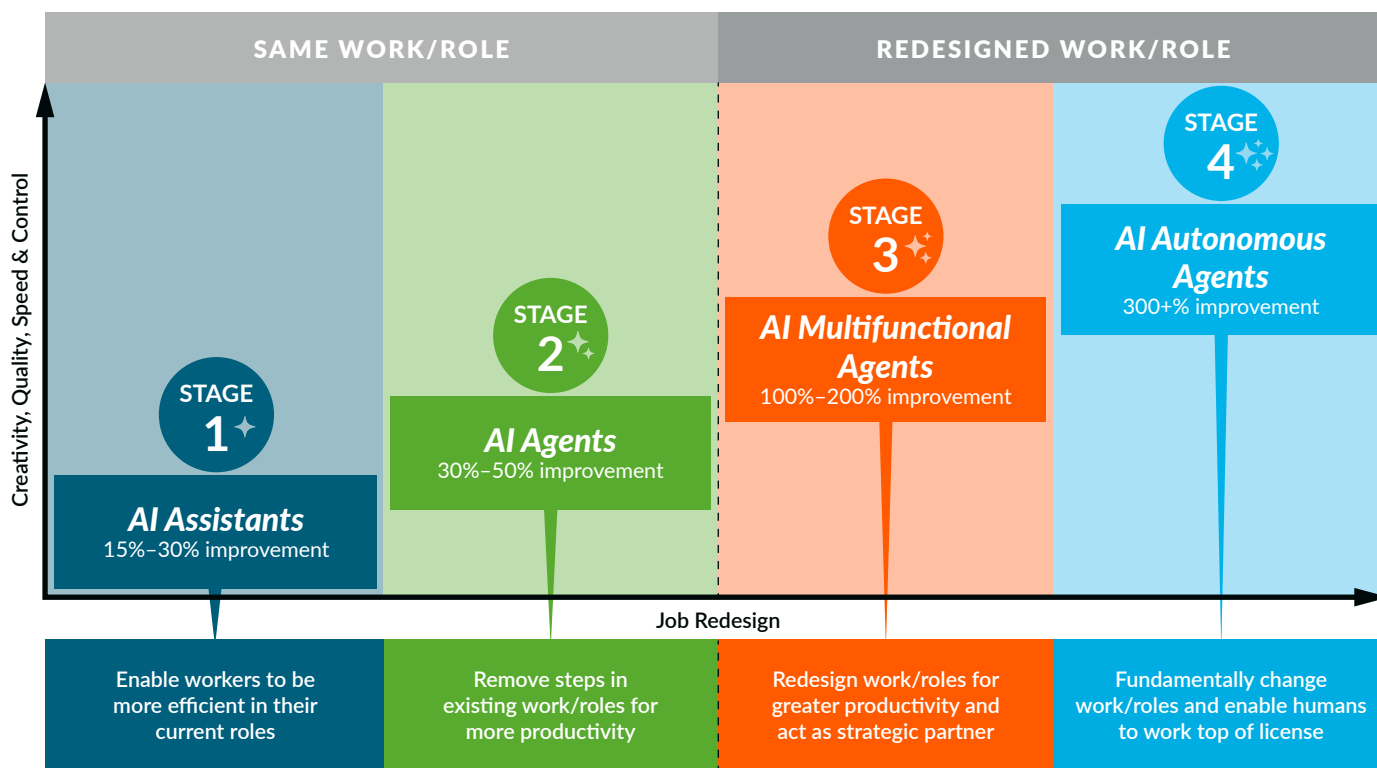 SAME WORK/ROLE
REDESIGNED WORK/ROLE
Creativity, Quality, Speed & Control
STAGE
1
AI Assistants
15%–30% improvement
STAGE
2
AI Agents
30%–50% improvement
STAGE
3
AI Multifunctional
Agents
100%–200% improvement
STAGE
4
AI Autonomous
Agents
300+% improvement
Job Redesign
Enable workers to be
more efficient in their
current roles
Remove steps in
existing work/roles for
more productivity
Redesign work/roles for
greater productivity and
act as strategic partner
Fundamentally change
work/roles and enable humans
to work top of license